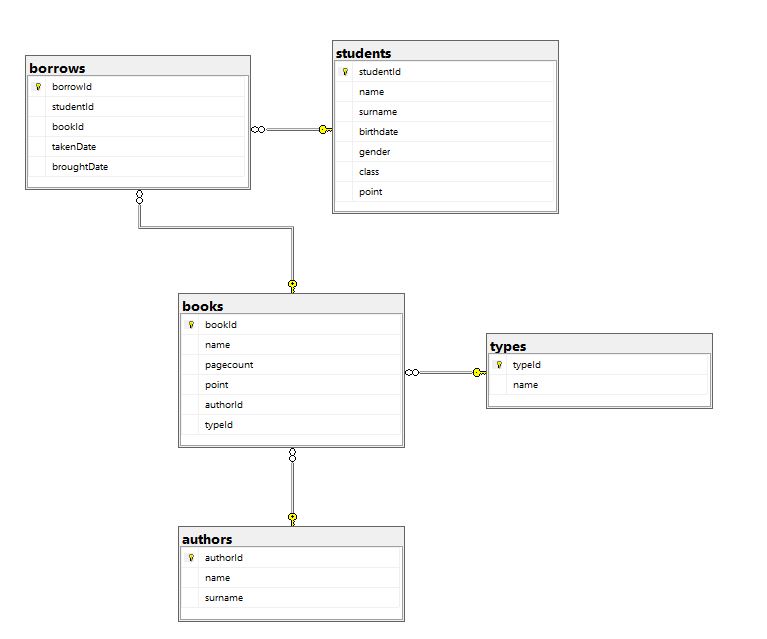 borrows
borrowId
studentId
bookId
takenDate
broughtDate
students
studentId
name
surname
birthdate
gender
class
point
books
bookId
name
pagecount
point
authorId
typeId
types
typeId
name
authors
authorId
name
surname